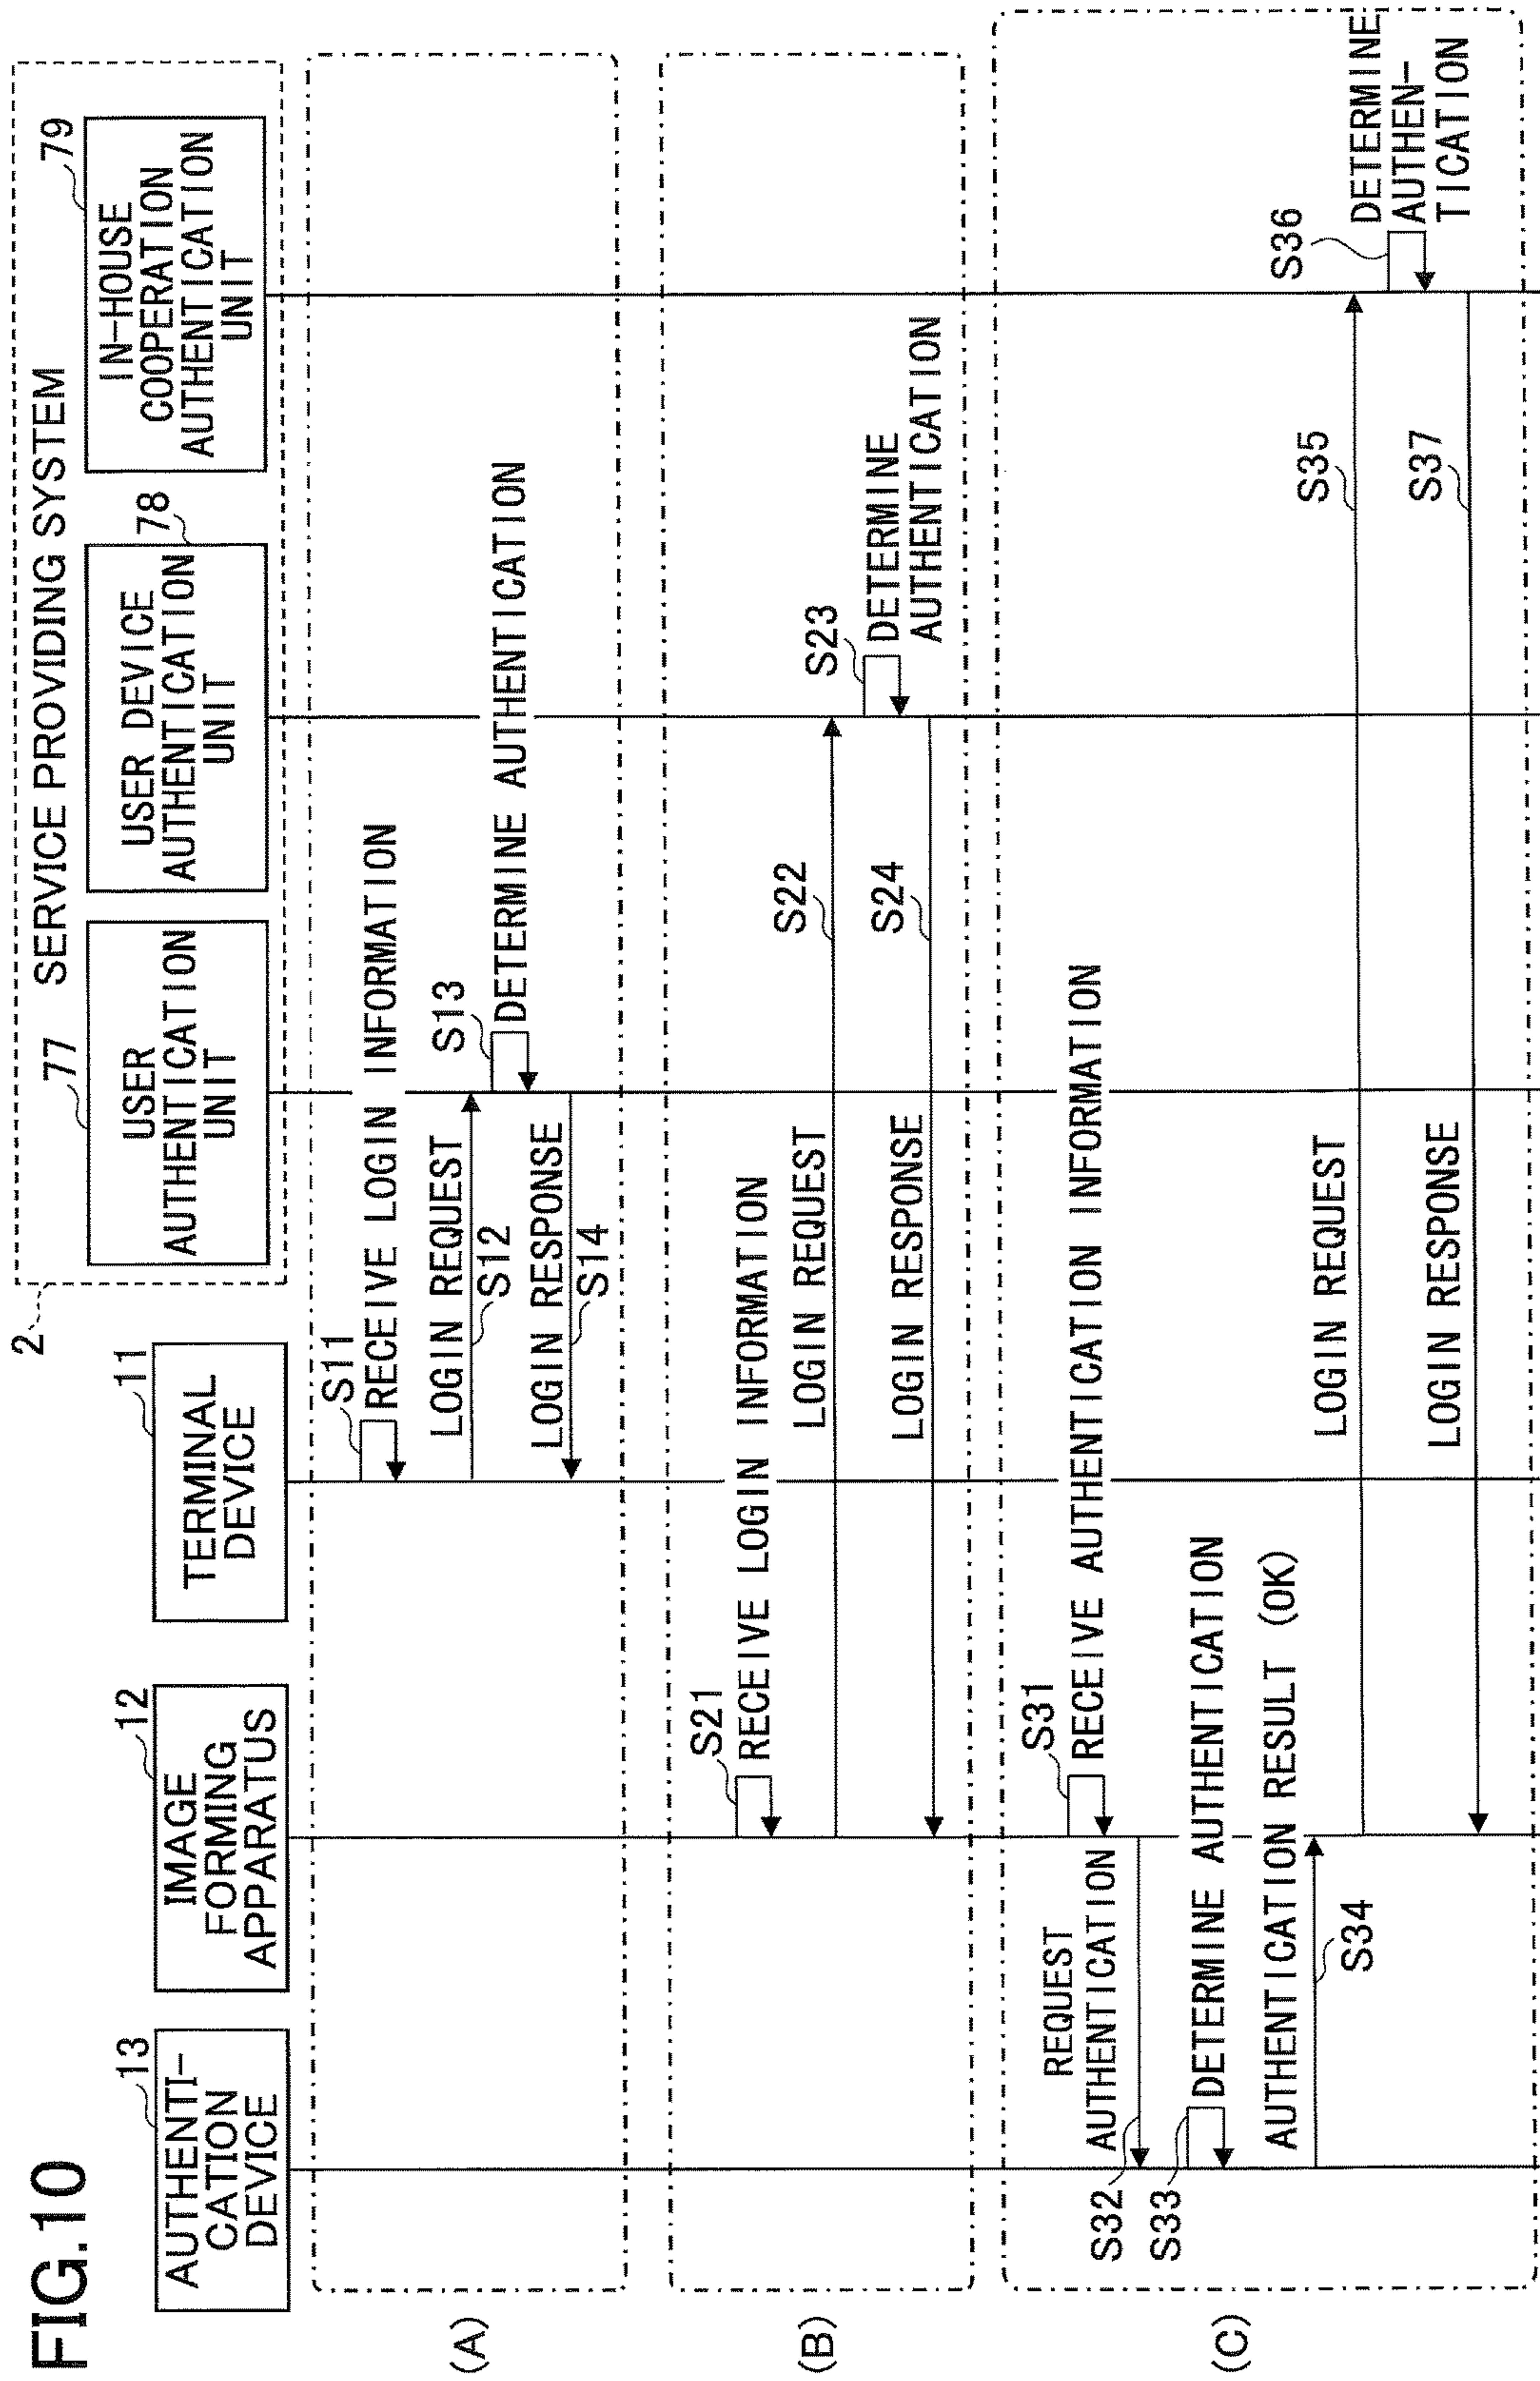 FIG.10
2
SERVICE PROVIDING SYSTEM
13
AUTHENTI-
CATION
DEVICE
12
IMAGE
FORMING
APPARATUS
11
TERMINAL
DEVICE
77
USER
AUTHENTICATION
UNIT
78
USER DEVICE
AUTHENTICATION
UNIT
79
IN-HOUSE
COOPERATION
AUTHENTICATION
UNIT
(A)
S11
RECEIVE LOGIN INFORMATION
LOGIN REQUEST
S12
S13
DETERMINE AUTHENTICATION
LOGIN RESPONSE
S14
(B)
S21
RECEIVE LOGIN INFORMATION
LOGIN REQUEST
S22
S23
DETERMINE
AUTHENTICATION
LOGIN RESPONSE
S24
(C)
S31
RECEIVE AUTHENTICATION INFORMATION
REQUEST
AUTHENTICATION
S32
S33
DETERMINE AUTHENTICATION
AUTHENTICATION RESULT (OK)
S34
LOGIN REQUEST
S35
S36
DETERMINE
AUTHEN-
TICATION
LOGIN RESPONSE
S37